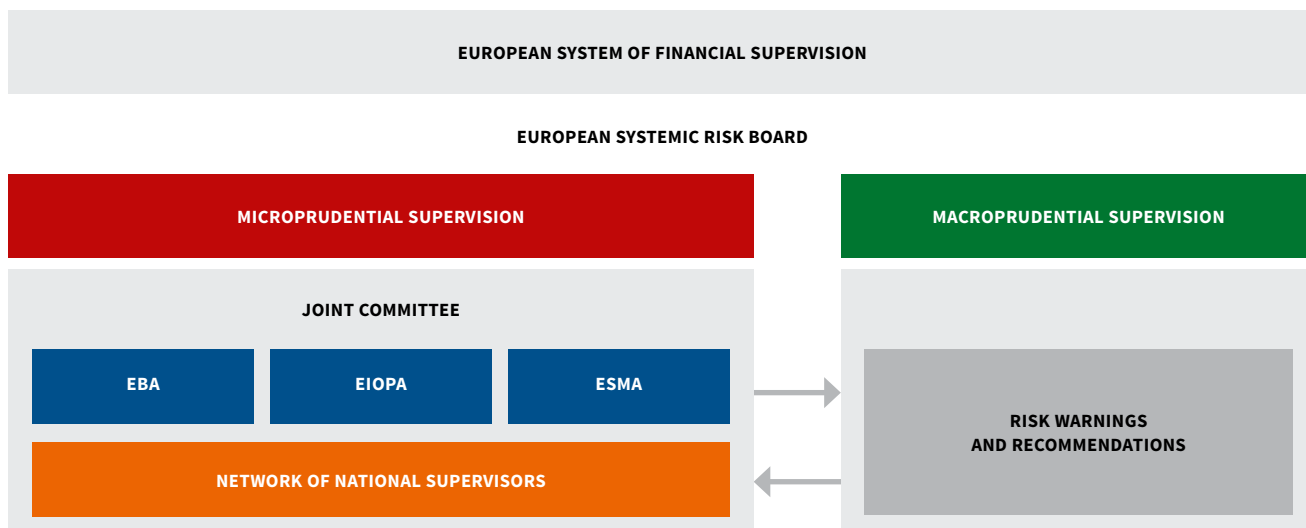 EUROPEAN SYSTEM OF FINANCIAL SUPERVISION
EUROPEAN SYSTEMIC RISK BOARD
MICROPRUDENTIAL SUPERVISION
MACROPRUDENTIAL SUPERVISION
JOINT COMMITTEE
EBA
EIOPA
ESMA
NETWORK OF NATIONAL SUPERVISORS
RISK WARNINGS
AND RECOMMENDATIONS